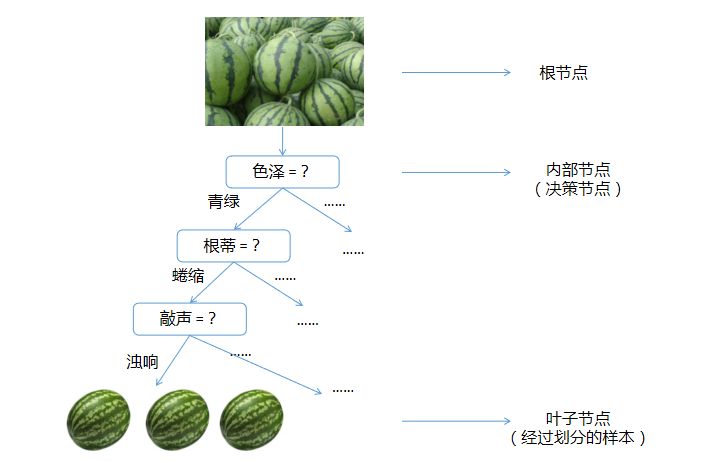 根节点
色泽 = ?
内部节点
（决策节点）
青绿
……
……
根蒂 = ?
蜷缩
……
……
敲声 = ?
浊响
……
……
叶子节点
（经过划分的样本）